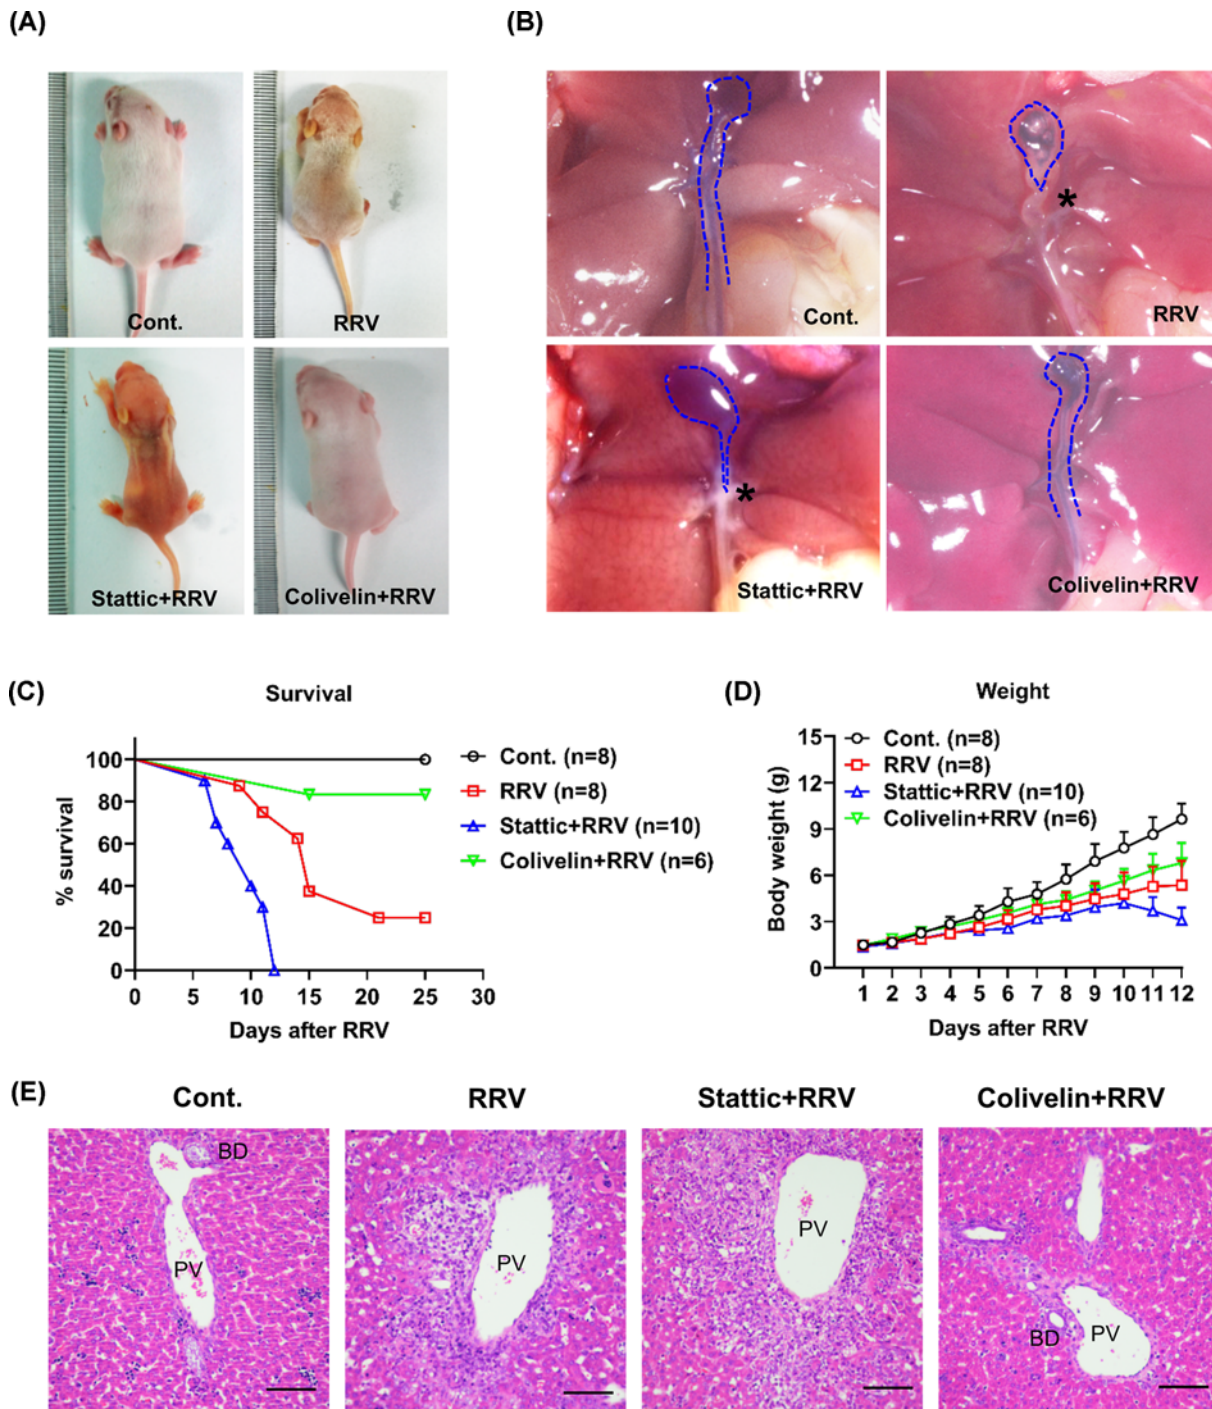 (A)
(B)
Cont.
RRV
Stattic+RRV
Colivelin+RRV
Cont.
RRV
*
Stattic+RRV
*
Colivelin+RRV
(C)
Survival
% survival
100
80
60
40
20
0
0 5 10 15 20 25 30
Days after RRV
Cont. (n=8)
RRV (n=8)
Stattic+RRV (n=10)
Colivelin+RRV (n=6)
(D)
Weight
Body weight (g)
15
12
9
6
3
0
1 2 3 4 5 6 7 8 9 10 11 12
Days after RRV
Cont. (n=8)
RRV (n=8)
Stattic+RRV (n=10)
Colivelin+RRV (n=6)
(E)
Cont.
RRV
Stattic+RRV
Colivelin+RRV
BD
PV
PV
PV
BD
PV